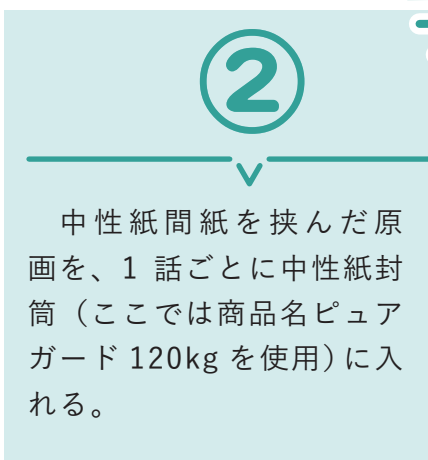 ②
中性紙間紙を挟んだ原
画を、1 話ごとに中性紙封
筒（ここでは商品名ピュア
ガード 120kg を使用）に入
れる。